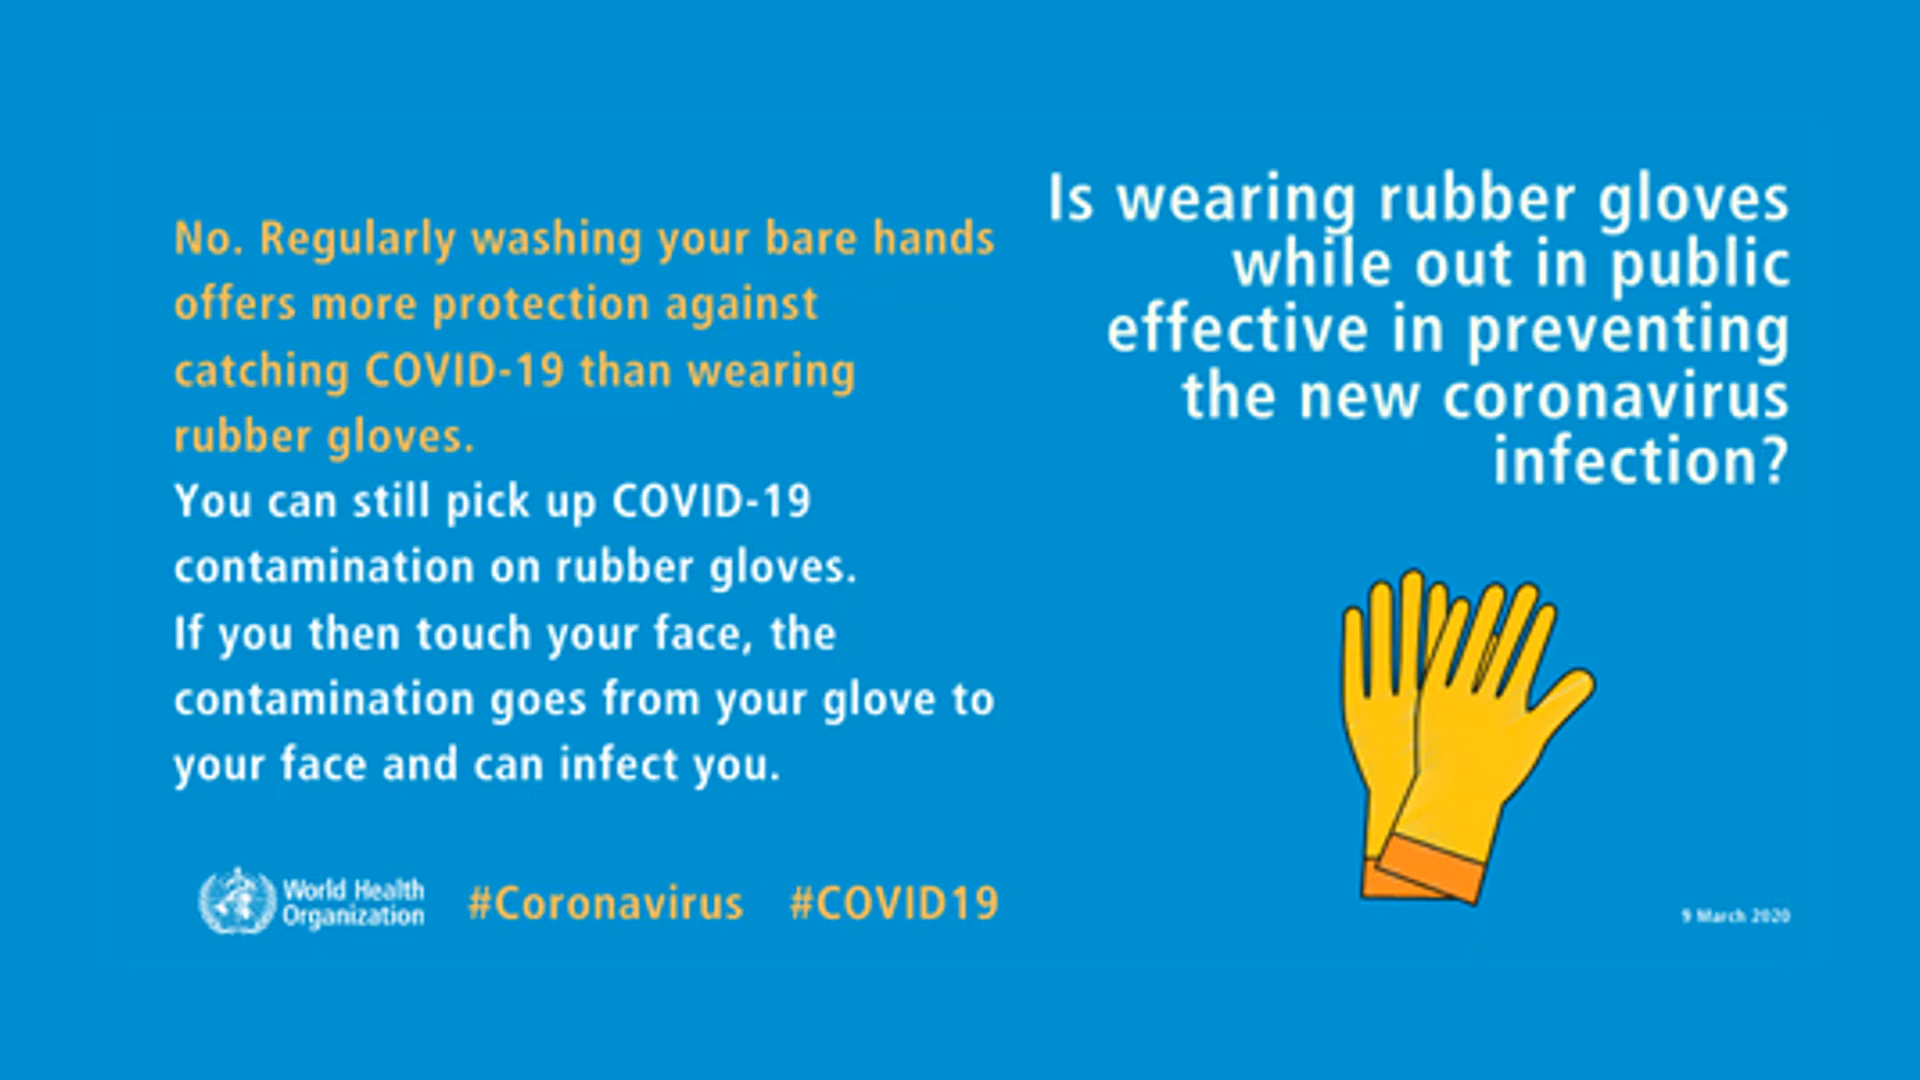 Is wearing rubber gloves
while out in public
effective in preventing
the new coronavirus
infection?
No. Regularly washing your bare hands
offers more protection against
catching COVID-19 than wearing
rubber gloves.
You can still pick up COVID-19
contamination on rubber gloves.
If you then touch your face, the
contamination goes from your glove to
your face and can infect you.
World Health
Organization
#Coronavirus #COVID19
9 March 2020